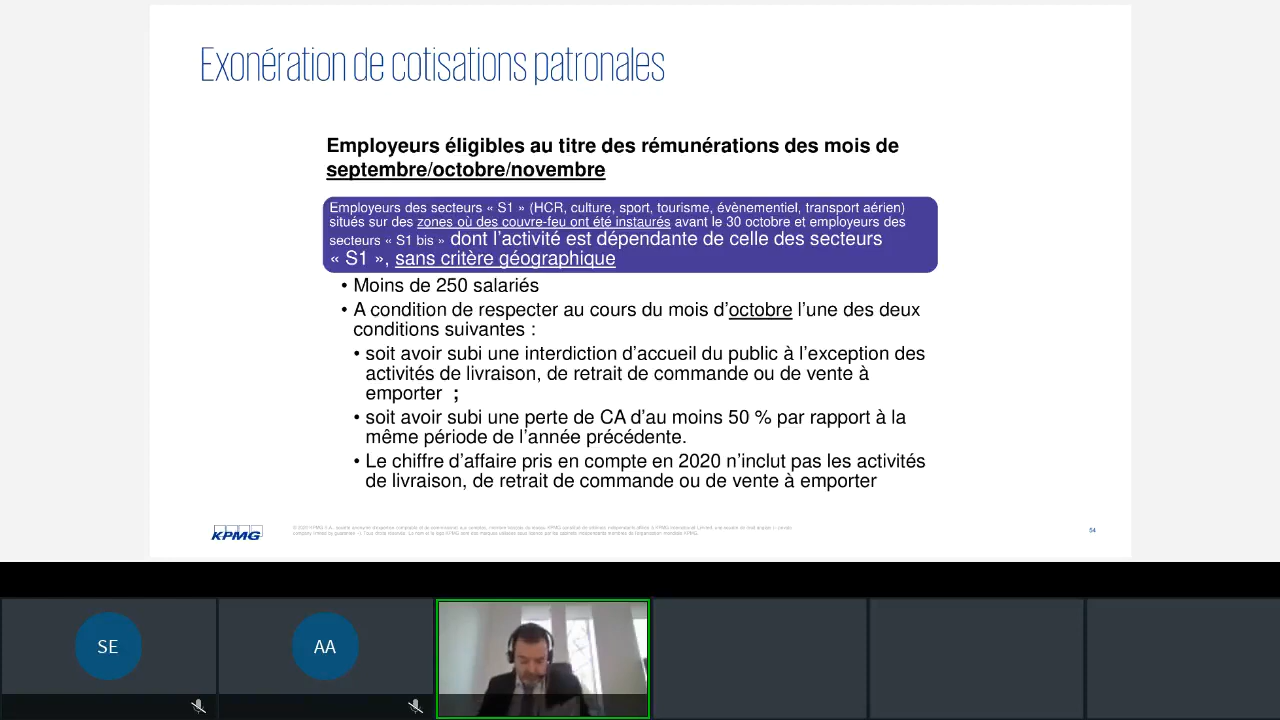 Exonération de cotisations patronales
Employeurs éligibles au titre des rémunérations des mois de
septembre/octobre/novembre
Employeurs des secteurs « S1 » (HCR, culture, sport, tourisme, évènementiel, transport aérien)
situés sur des zones où des couvre-feu ont été instaurés avant le 30 octobre et employeurs des
secteurs « S1 bis » dont l’activité est dépendante de celle des secteurs
« S1 », sans critère géographique
• Moins de 250 salariés
• A condition de respecter au cours du mois d’octobre l’une des deux
conditions suivantes :
• soit avoir subi une interdiction d’accueil du public à l’exception des
activités de livraison, de retrait de commande ou de vente à
emporter ;
• soit avoir subi une perte de CA d’au moins 50 % par rapport à la
même période de l’année précédente.
• Le chiffre d’affaire pris en compte en 2020 n’inclut pas les activités
de livraison, de retrait de commande ou de vente à emporter
KPMG
54
SE
AA